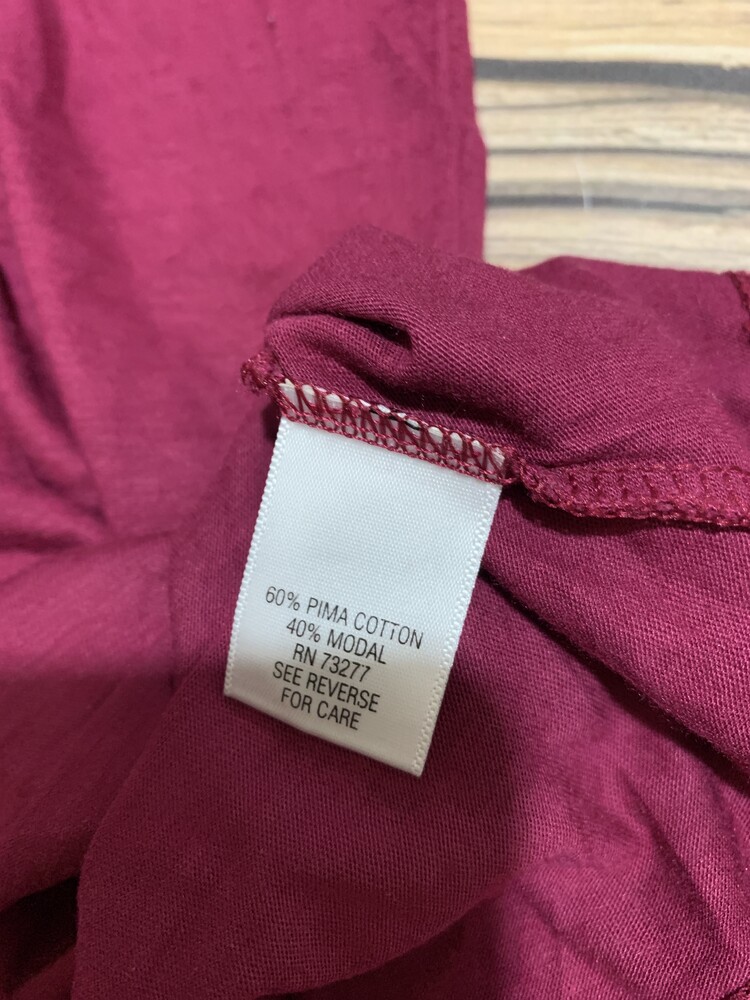 60% PIMA COTTON
40% MODAL
RN 73277
SEE REVERSE
FOR CARE